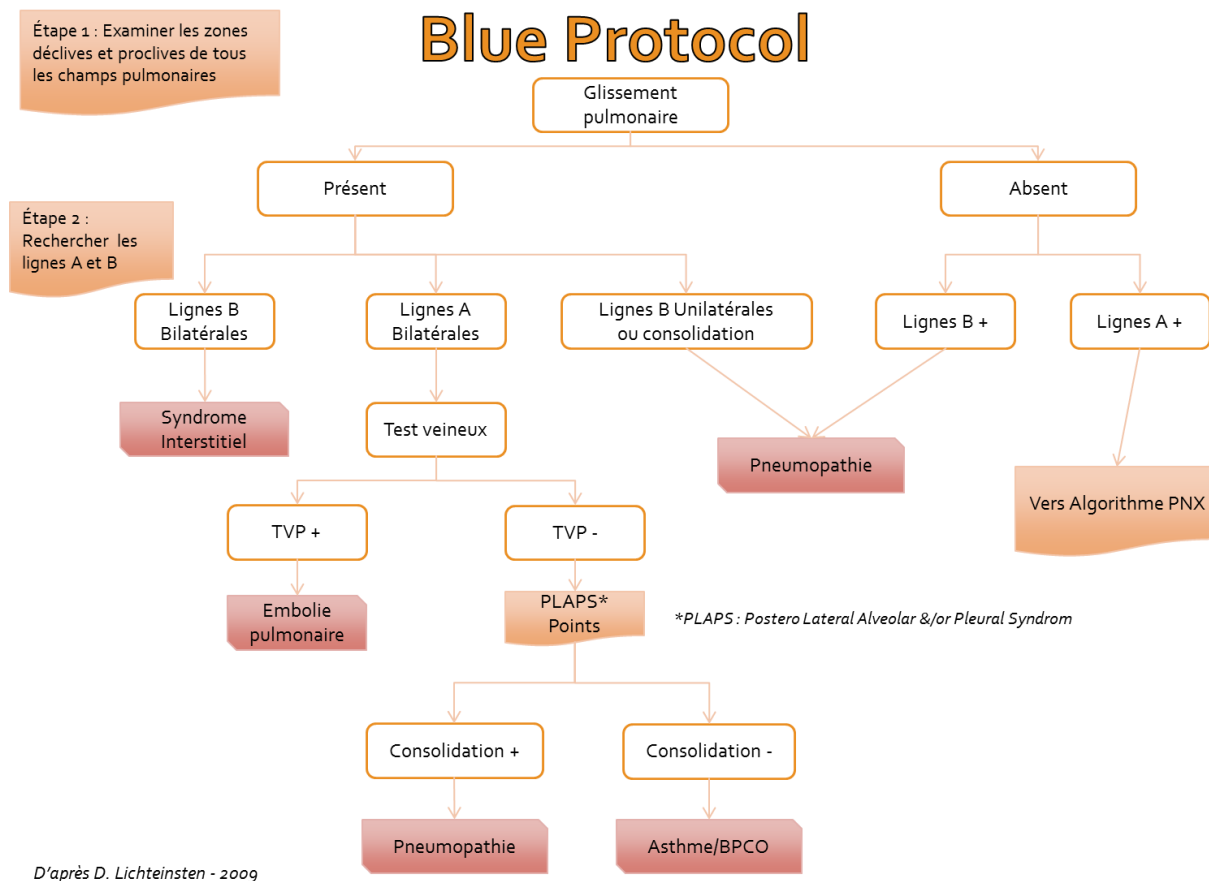 Blue Protocol
Étape 1 : Examiner les zones
déclives et proclives de tous
les champs pulmonaires
Glissement
pulmonaire
Présent
Absent
Étape 2 :
Rechercher les
lignes A et B
Lignes B
Bilatérales
Lignes A
Bilatérales
Lignes B Unilatérales
ou consolidation
Lignes B +
Lignes A +
Syndrome
Interstitiel
Test veineux
Pneumopathie
Vers Algorithme PNX
TVP +
TVP -
Embolie
pulmonaire
PLAPS*
Points
*PLAPS : Postero Lateral Alveolar &/or Pleural Syndrom
Consolidation +
Consolidation -
Pneumopathie
Asthme/BPCO
D'après D. Lichteinsten - 2009